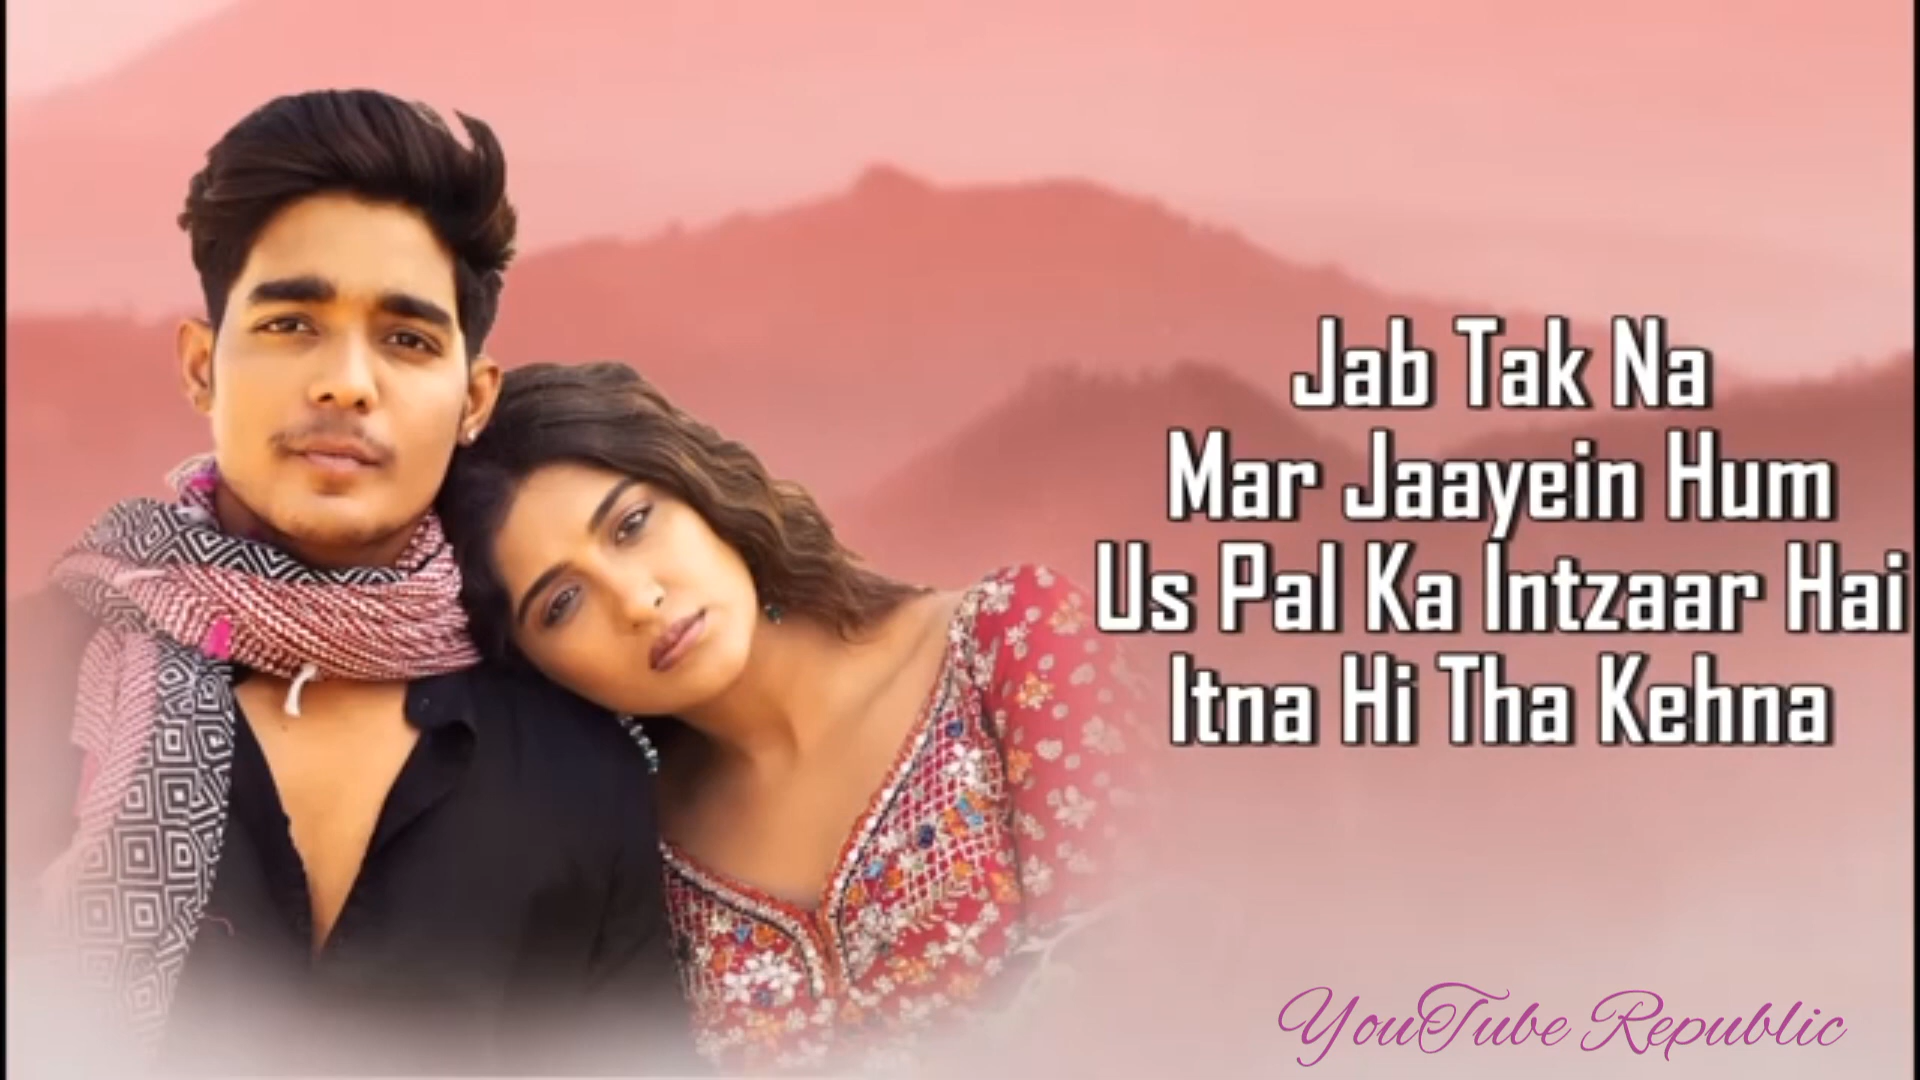 Jab Tak Na
Mar Jaayein Hum
Us Pal Ka Intzaar Hai
Itna Hi Tha Kehna
YouTube Republic